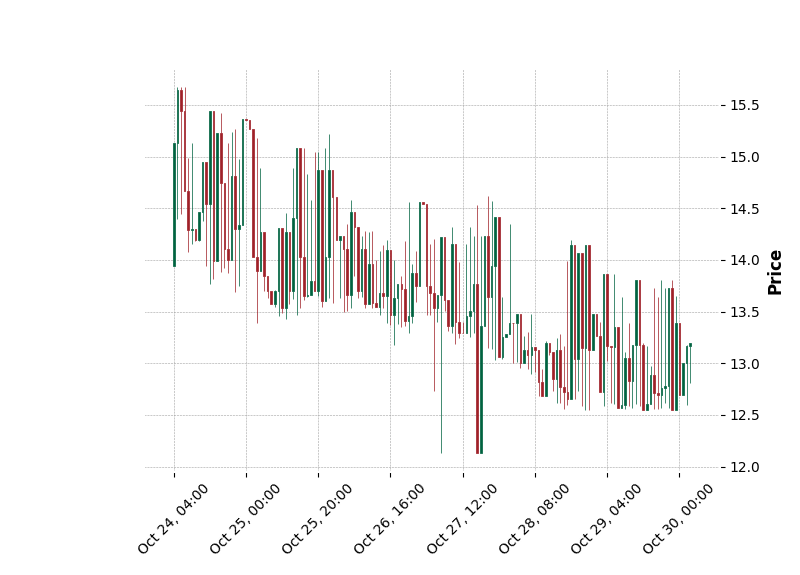 15.5
15.0
14.5
14.0
13.5
13.0
12.5
12.0
Price
Oct 24, 04:00
Oct 25, 00:00
Oct 25, 20:00
Oct 26, 16:00
Oct 27, 12:00
Oct 28, 08:00
Oct 29, 04:00
Oct 30, 00:00